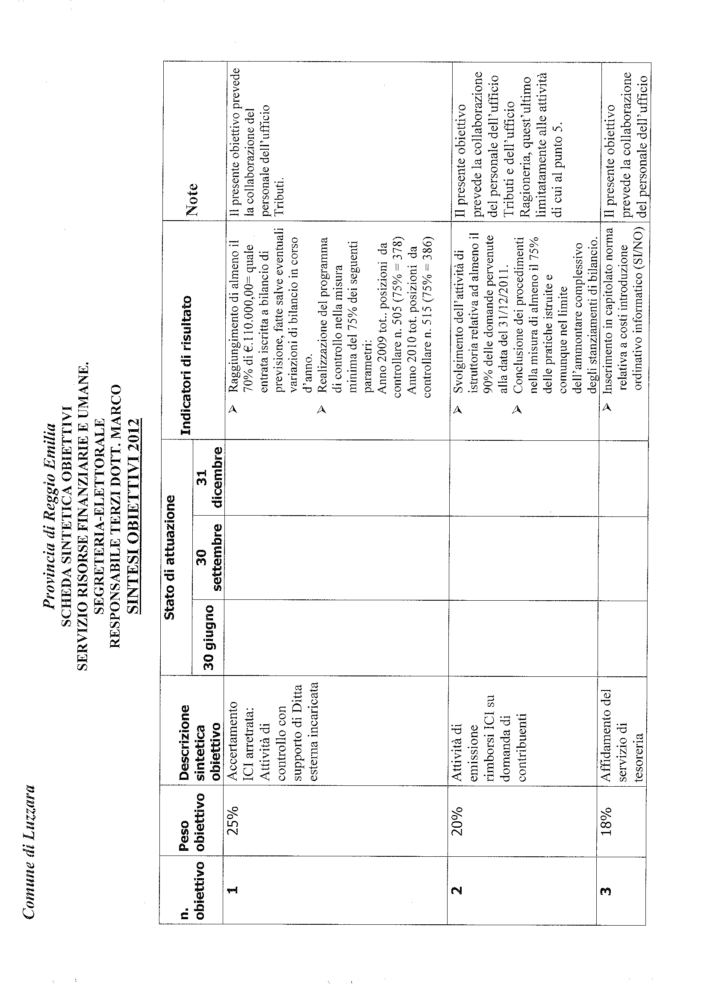 Comune di Luzzara
Provincia di Reggio Emilia
SCHEDA SINTETICA OBIETTIVI
SERVIZIO RISORSE FINANZIARIE E UMANE.
SEGRETERIA-ELETTORALE
RESPONSABILE TERZI DOTT. MARCO
SINTESI OBIETTIVI 2012
n.
obiettivo
Peso
obiettivo
Descrizione
sintetica
obiettivo
Stato di attuazione
30 giugno
30
settembre
31
dicembre
Indicatori di risultato
Note
1
25%
Accertamento
ICI arretrata:
Attività di
controllo con
supporto di Ditta
esterna incaricata
➢ Raggiungimento di almeno il
70% di €.110.000,00= quale
entrata iscritta a bilancio di
previsione, fatte salve eventuali
variazioni di bilancio in corso
d'anno.
➢ Realizzazione del programma
di controllo nella misura
minima del 75% dei seguenti
parametri:
Anno 2009 tot.. posizioni da
controllare n. 505 (75% = 378)
Anno 2010 tot. posizioni da
controllare n. 515 (75% = 386)
Il presente obiettivo prevede
la collaborazione del
personale dell'ufficio
Tributi.
2
20%
Attività di
emissione
rimborsi ICI su
domanda di
contribuenti
➢ Svolgimento dell'attività di
istruttoria relativa ad almeno il
90% delle domande pervenute
alla data del 31/12/2011.
➢ Conclusione dei procedimenti
nella misura di almeno il 75%
delle pratiche istruite e
comunque nel limite
dell'ammontare complessivo
degli stanziamenti di bilancio.
Il presente obiettivo
prevede la collaborazione
del personale dell'ufficio
Tributi e dell'ufficio
Ragioneria, quest'ultimo
limitatamente alle attività
di cui al punto 5.
3
18%
Affidamento del
servizio di
tesoreria
➢ Inserimento in capitolato norma
relativa a costi introduzione
ordinativo informatico (SI/NO)
Il presente obiettivo
prevede la collaborazione
del personale dell'ufficio